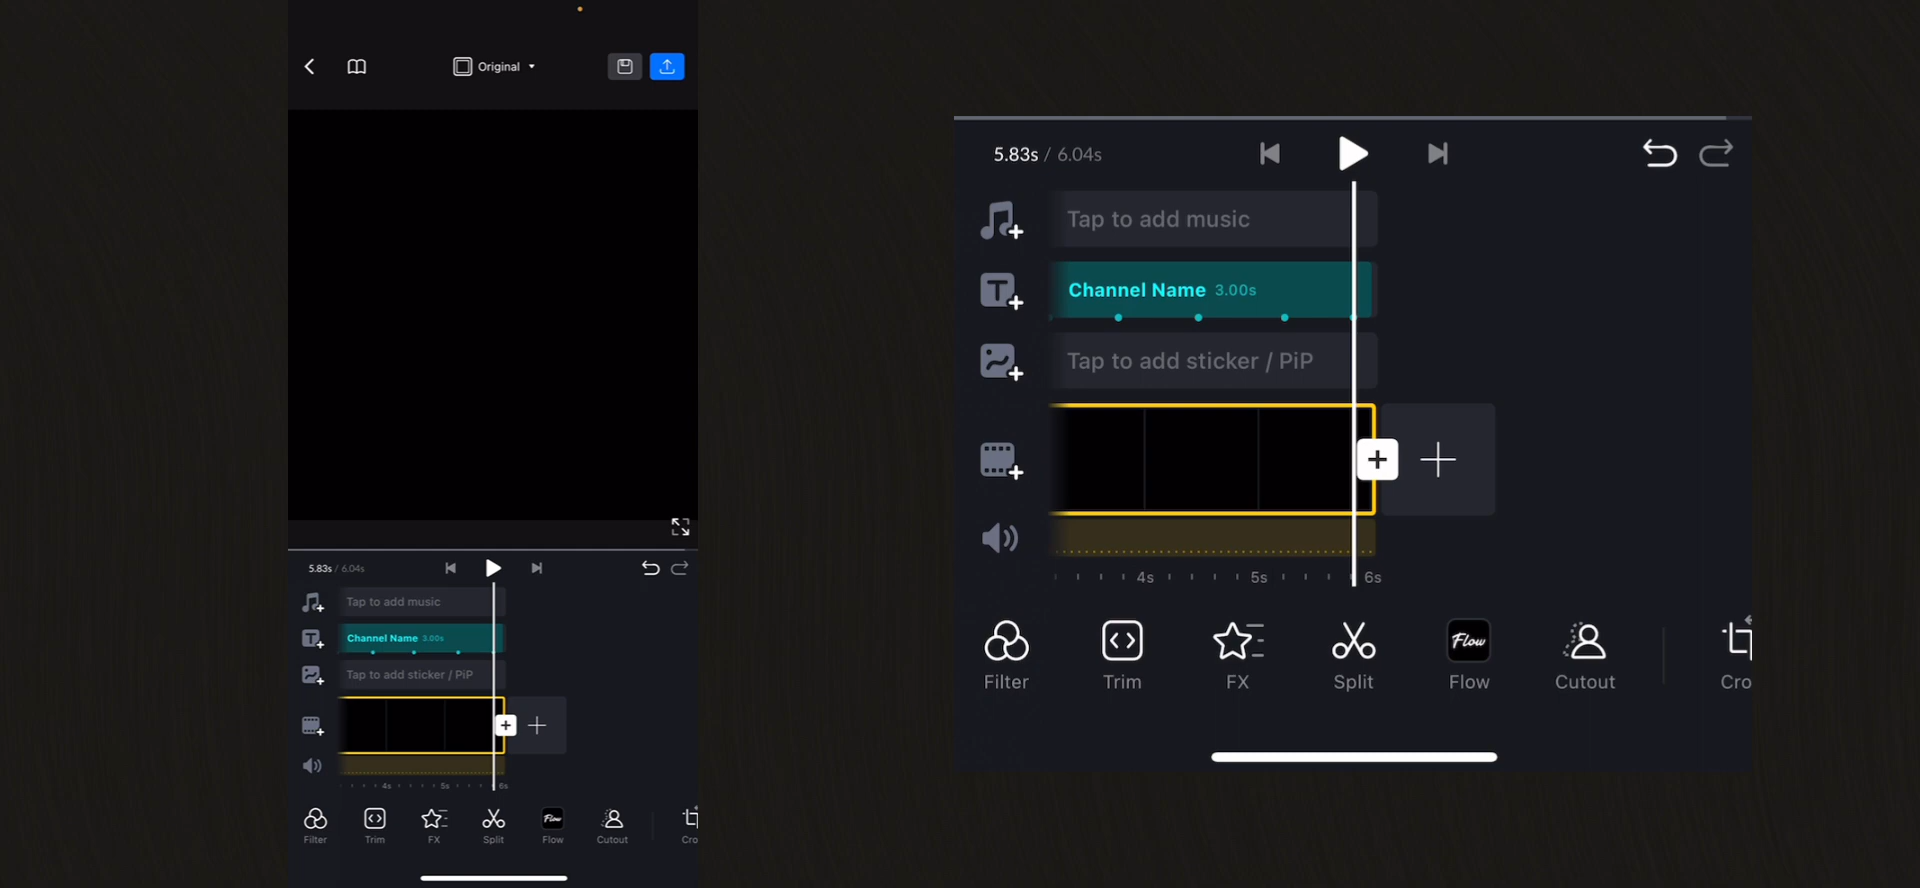 Original
5.83s / 6.04s
Tap to add music
Channel Name 3.00s
Tap to add sticker / PiP
4s 5s 6s
Filter Trim FX Split Flow Cutout Cro
5.83s / 6.04s
Tap to add music
Channel Name 3.00s
Tap to add sticker / PiP
4s 5s 6s
Flow
Filter Trim FX Split Flow Cutout Cro